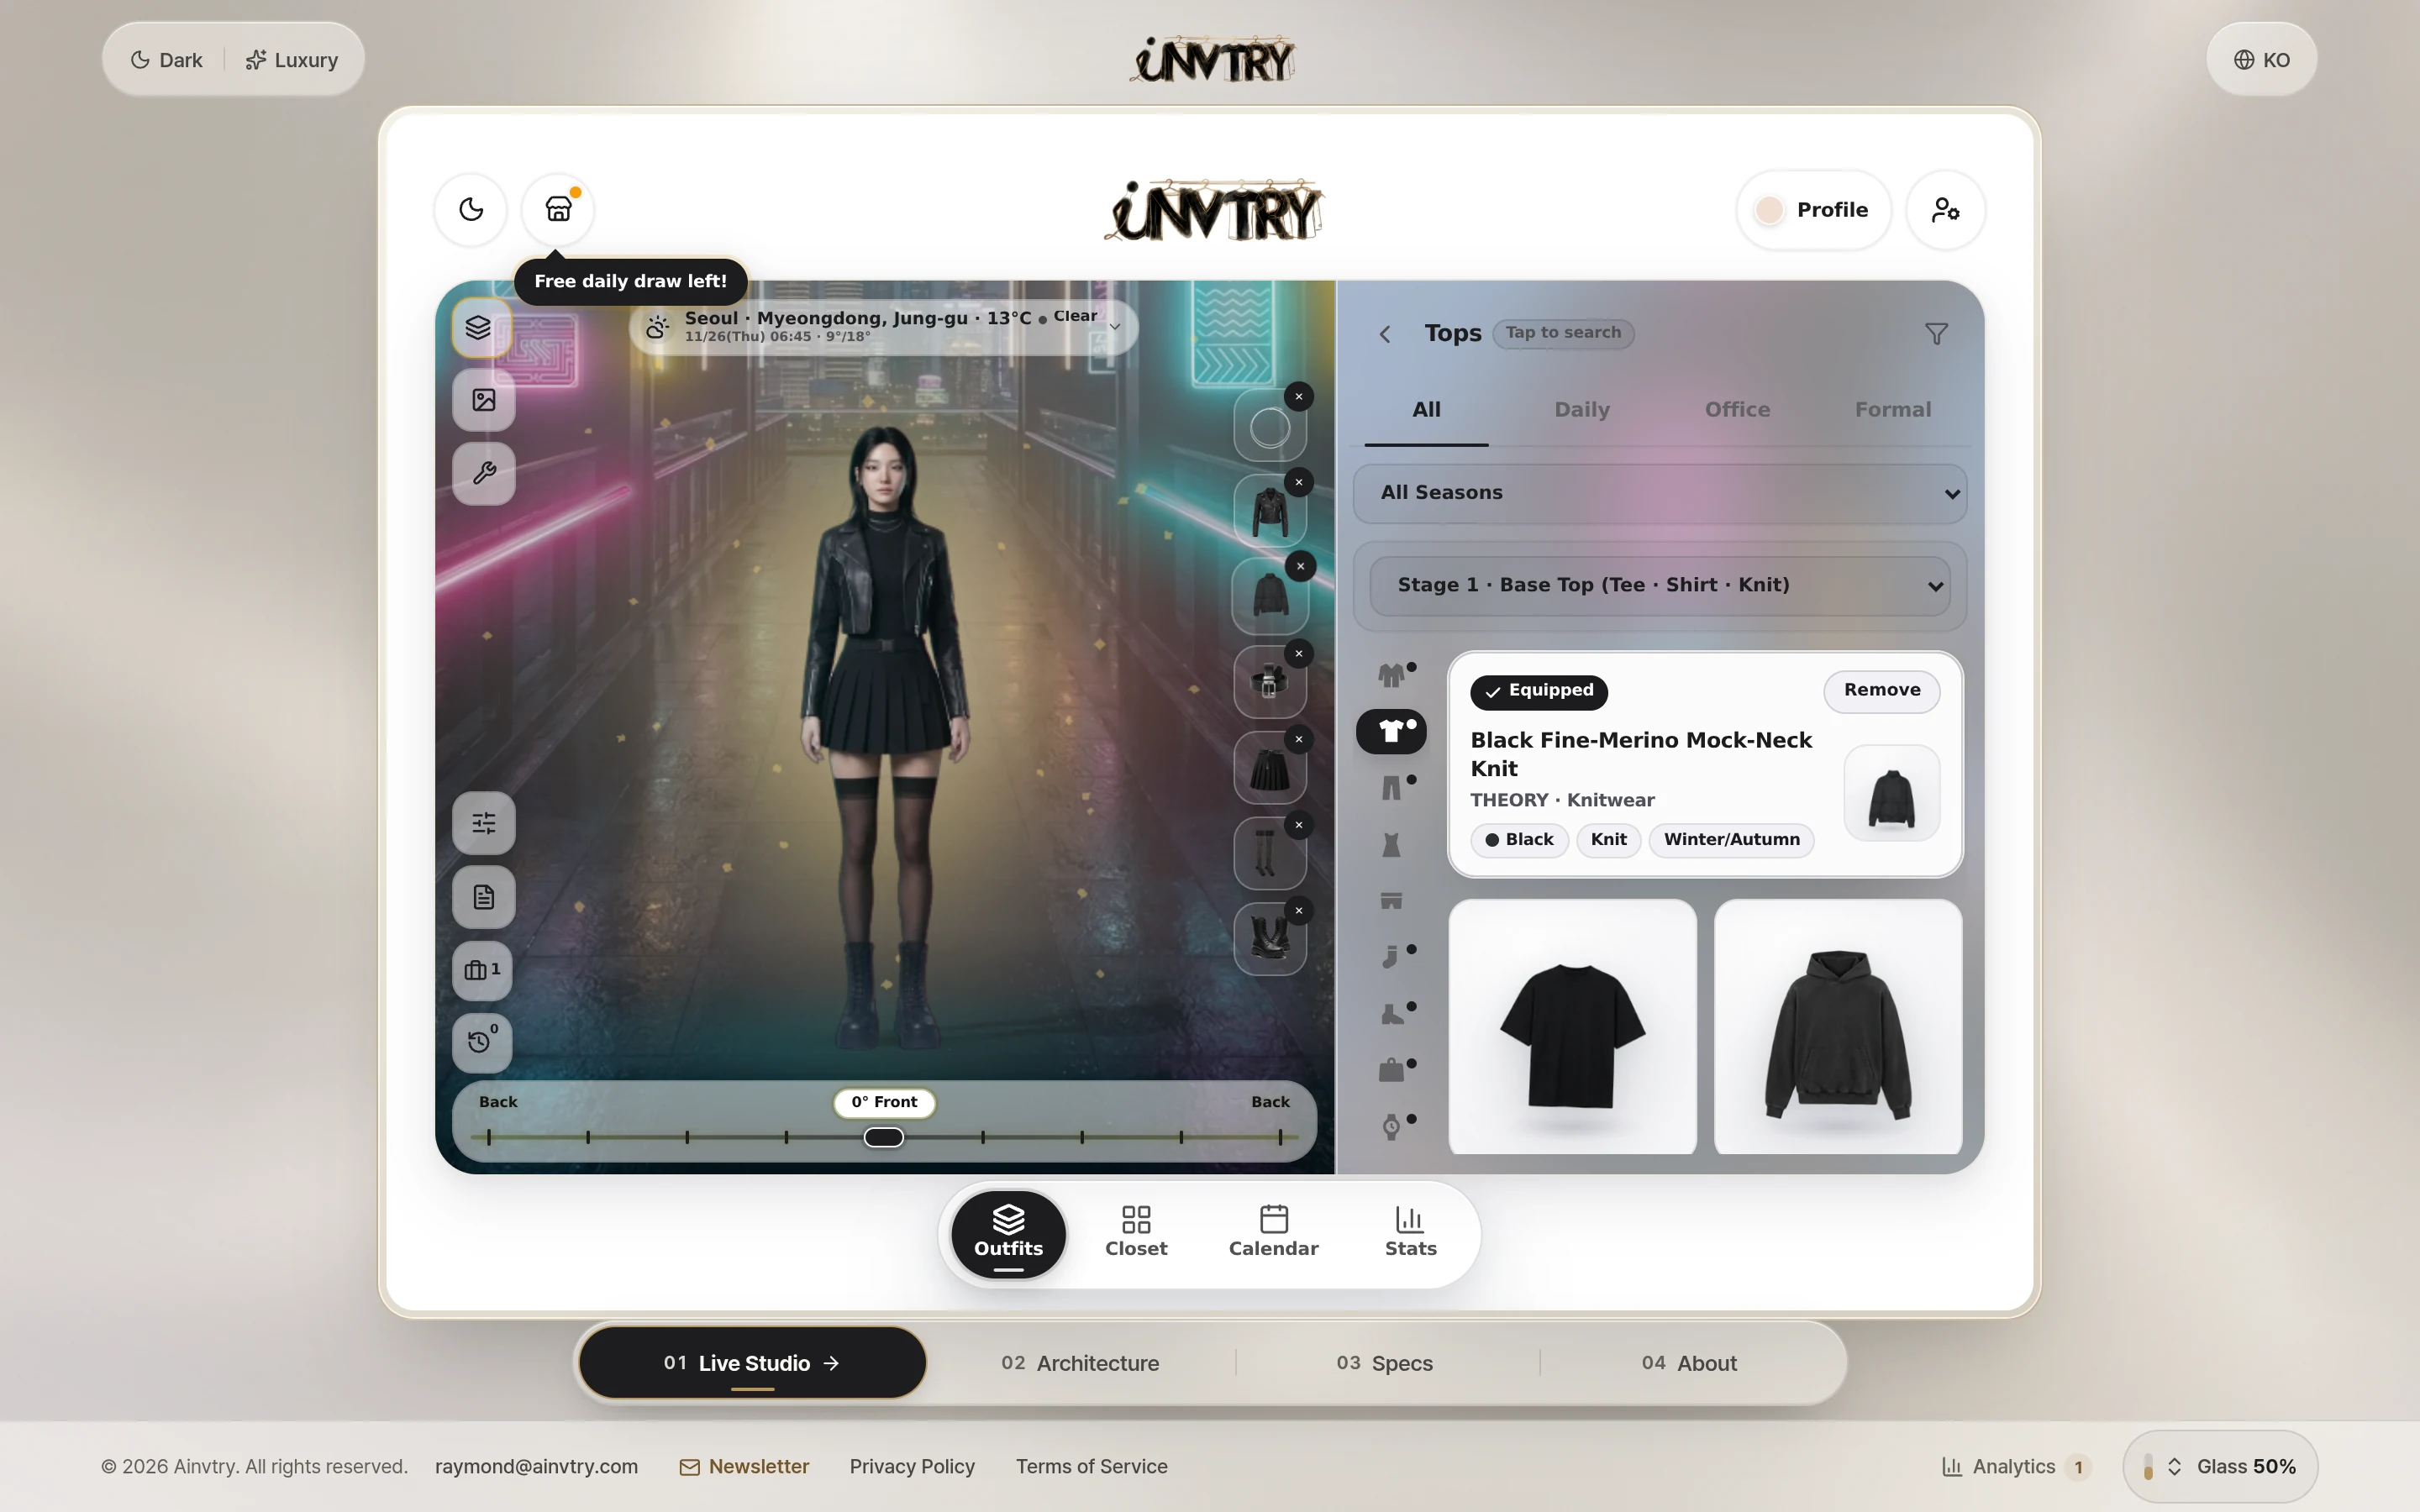 Dark
Luxury
iNVTRY
KO
iNVTRY
Profile
Free daily draw left!
Seoul · Myeongdong, Jung-gu · 13°C ● Clear
11/26(Thu) 06:45 · 9°/18°
Tops
Tap to search
All
Daily
Office
Formal
All Seasons
Stage 1 · Base Top (Tee · Shirt · Knit)
Equipped
Remove
Black Fine-Merino Mock-Neck
Knit
THEORY · Knitwear
Black
Knit
Winter/Autumn
1
0
Back
0° Front
Back
Outfits
Closet
Calendar
Stats
01 Live Studio →
02 Architecture
03 Specs
04 About
© 2026 Ainvtry. All rights reserved.
raymond@ainvtry.com
Newsletter
Privacy Policy
Terms of Service
Analytics 1
Glass 50%